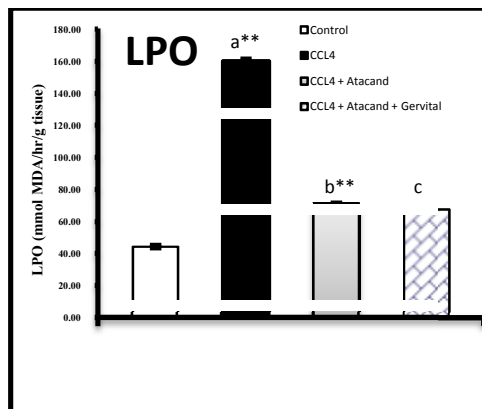 LPO
Control
CCL4
CCL4 + Atacand
CCL4 + Atacand + Gervital
LPO (mmol MDA/hr/g tissue)
180.00
160.00
140.00
120.00
100.00
80.00
60.00
40.00
20.00
0.00
a**
b**
c